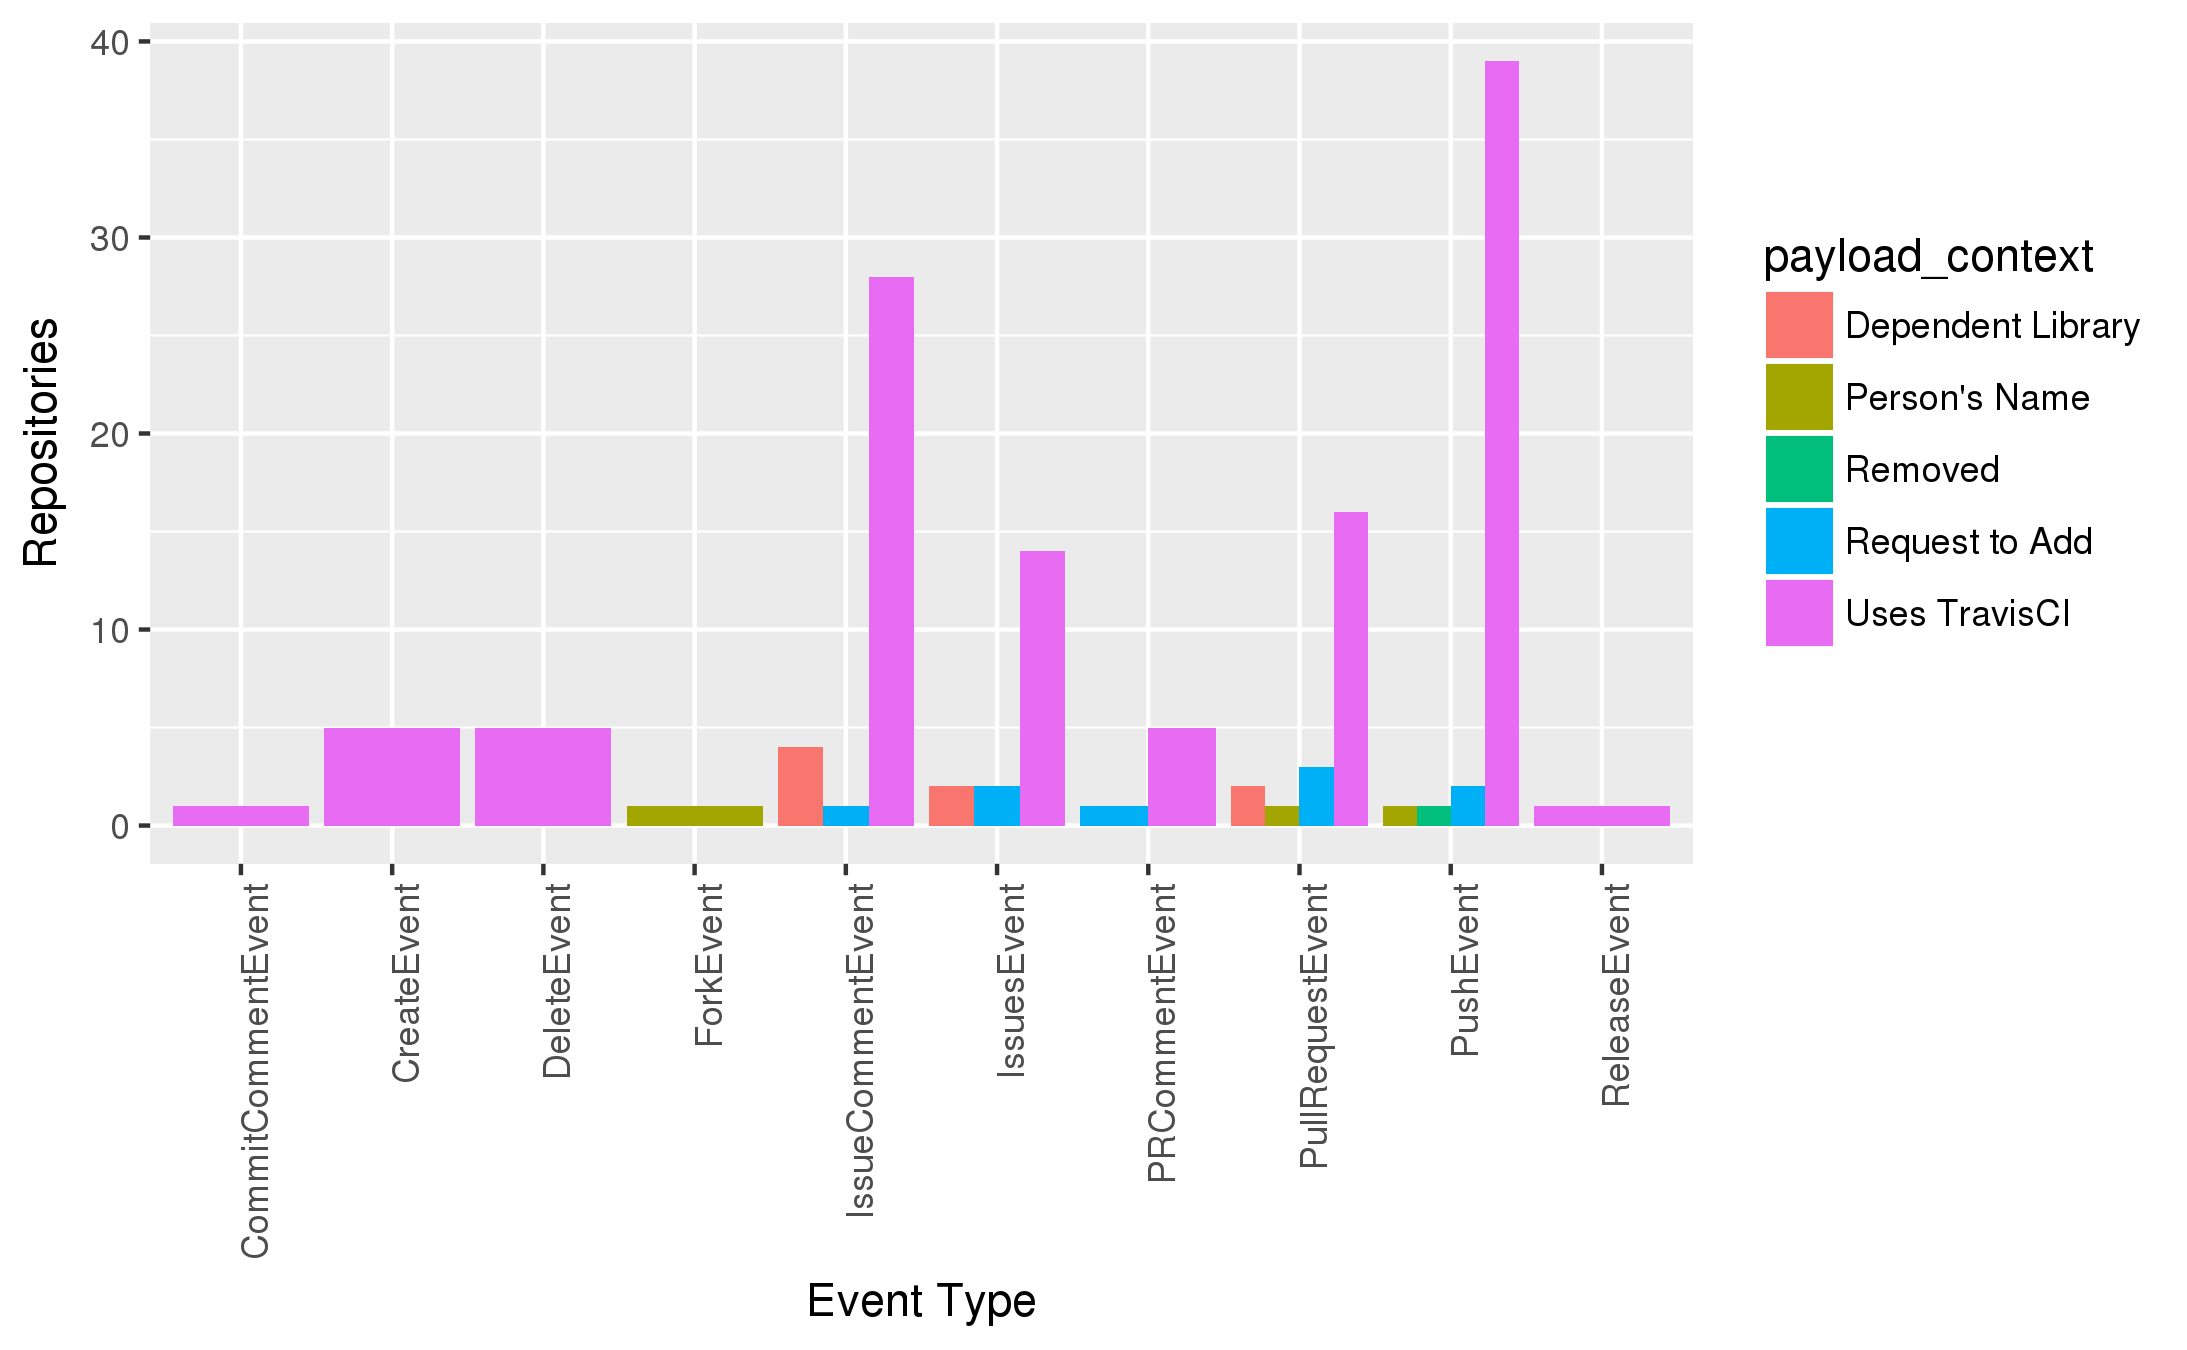 40
30
20
10
0
Repositories
CommitCommentEvent
CreateEvent
DeleteEvent
ForkEvent
IssueCommentEvent
IssuesEvent
PRCommentEvent
PullRequestEvent
PushEvent
ReleaseEvent
Event Type
payload_context
Dependent Library
Person's Name
Removed
Request to Add
Uses TravisCI